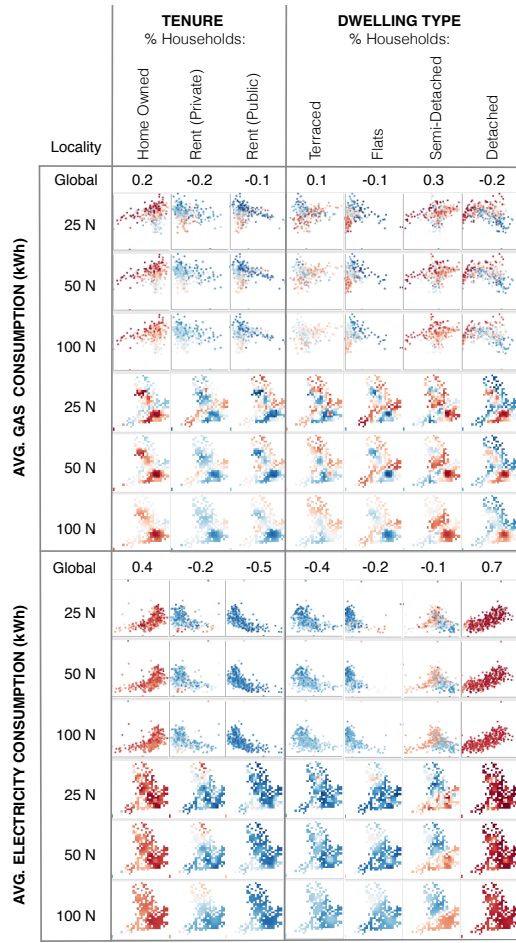 TENURE DWELLING TYPE
% Households: % Households:
Locality Home Owned Rent (Private) Rent (Public) Terraced Flats Semi-Detached Detached
AVG. GAS CONSUMPTION (kWh)
Global 0.2 -0.2 -0.1 0.1 -0.1 0.3 -0.2
25 N
50 N
100 N
25 N
50 N
100 N
AVG. ELECTRICITY CONSUMPTION (kWh)
Global 0.4 -0.2 -0.5 -0.4 -0.2 -0.1 0.7
25 N
50 N
100 N
25 N
50 N
100 N